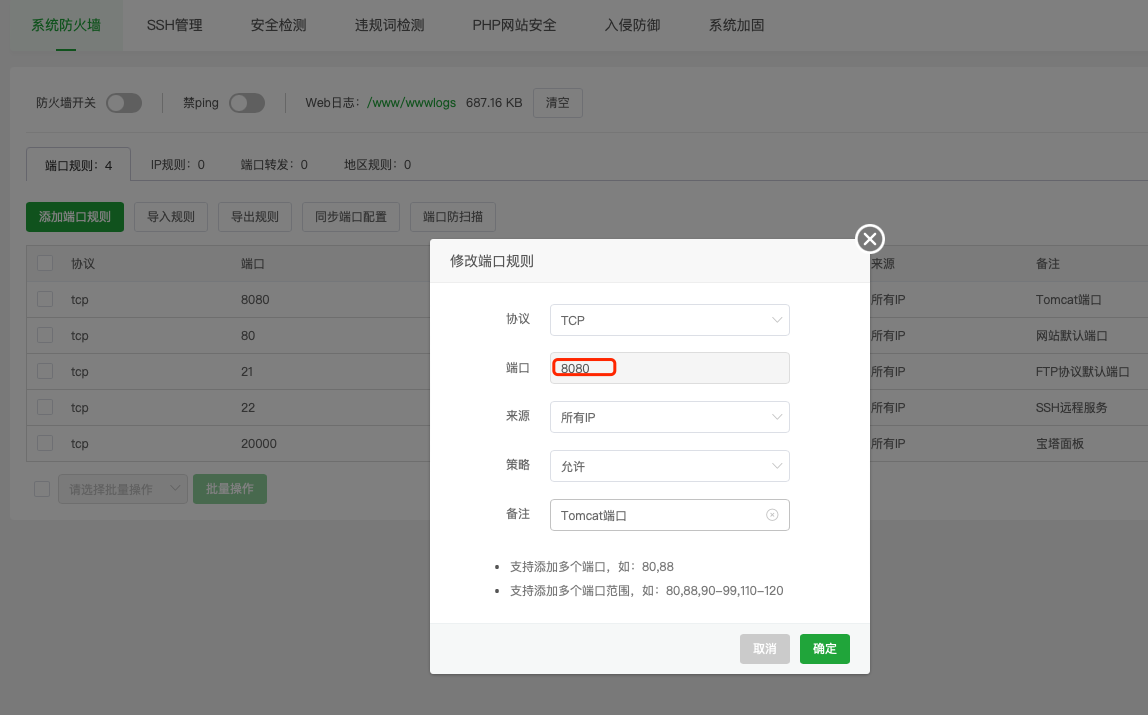 系统防火墙 SSH管理 安全检测 违规词检测 PHP网站安全 入侵防御 系统加固
防火墙开关 禁ping Web日志：/www/wwwlogs 687.16 KB 清空
端口规则：4 IP规则：0 端口转发：0 地区规则：0
添加端口规则 导入规则 导出规则 同步端口配置 端口防扫描
协议 端口 来源 备注
tcp 8080 所有IP Tomcat端口
tcp 80 所有IP 网站默认端口
tcp 21 所有IP FTP协议默认端口
tcp 22 所有IP SSH远程服务
tcp 20000 所有IP 宝塔面板
请选择批量操作 批量操作
修改端口规则
协议 TCP
端口 8080
来源 所有IP
策略 允许
备注 Tomcat端口
支持添加多个端口，如：80,88
支持添加多个端口范围，如：80,88,90-99,110-120
取消 确定